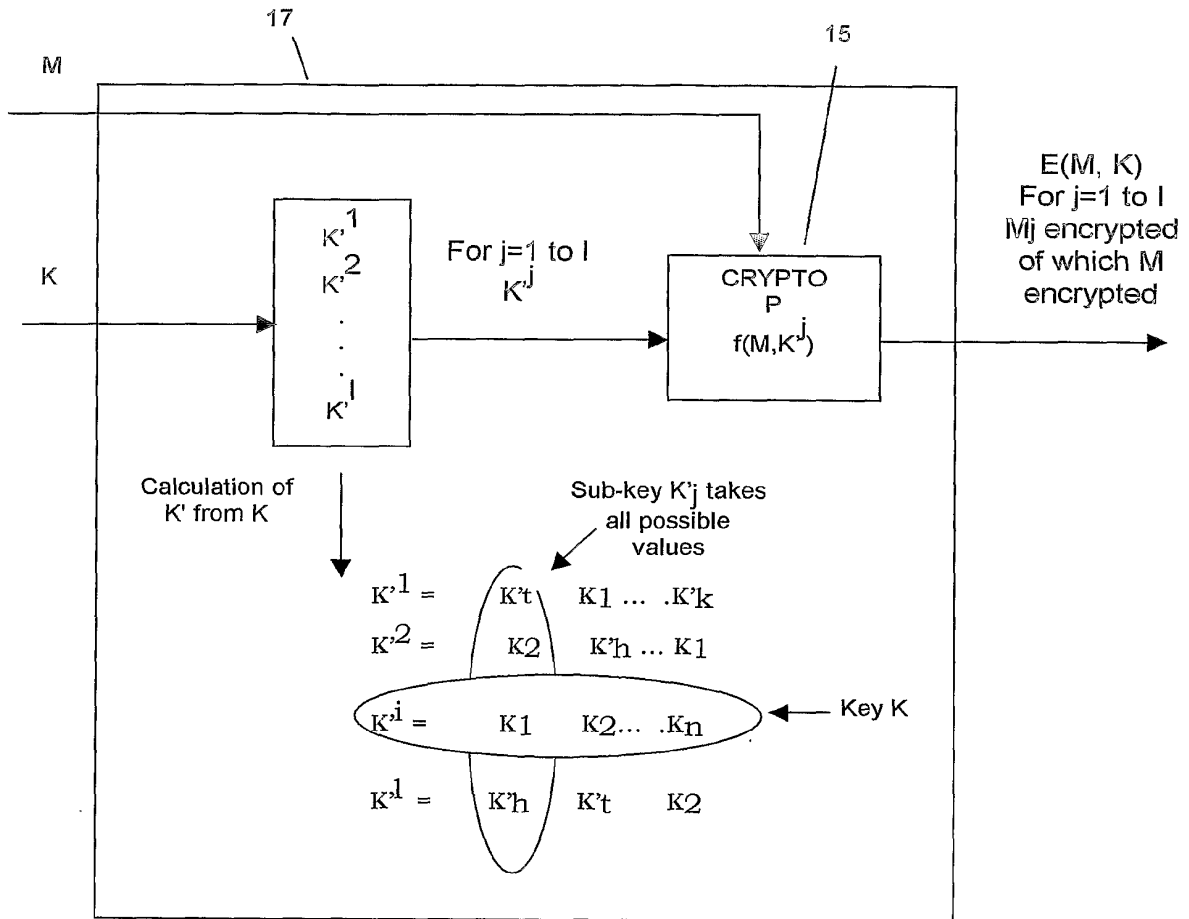 17
15
M
E(M, K)
For j=1 to l
Mj encrypted
of which M
encrypted
K'1
K'2
.
.
.
K'l
For j=1 to l
K'j
CRYPTO
P
f(M,K'j)
K
Calculation of
K' from K
Sub-key K'j takes
all possible
values
K'1 = K't K1 ... .K'k
K'2 = K2 K'h ... K1
K'i = K1 K2... .Kn
Key K
K'l = K'h K't K2